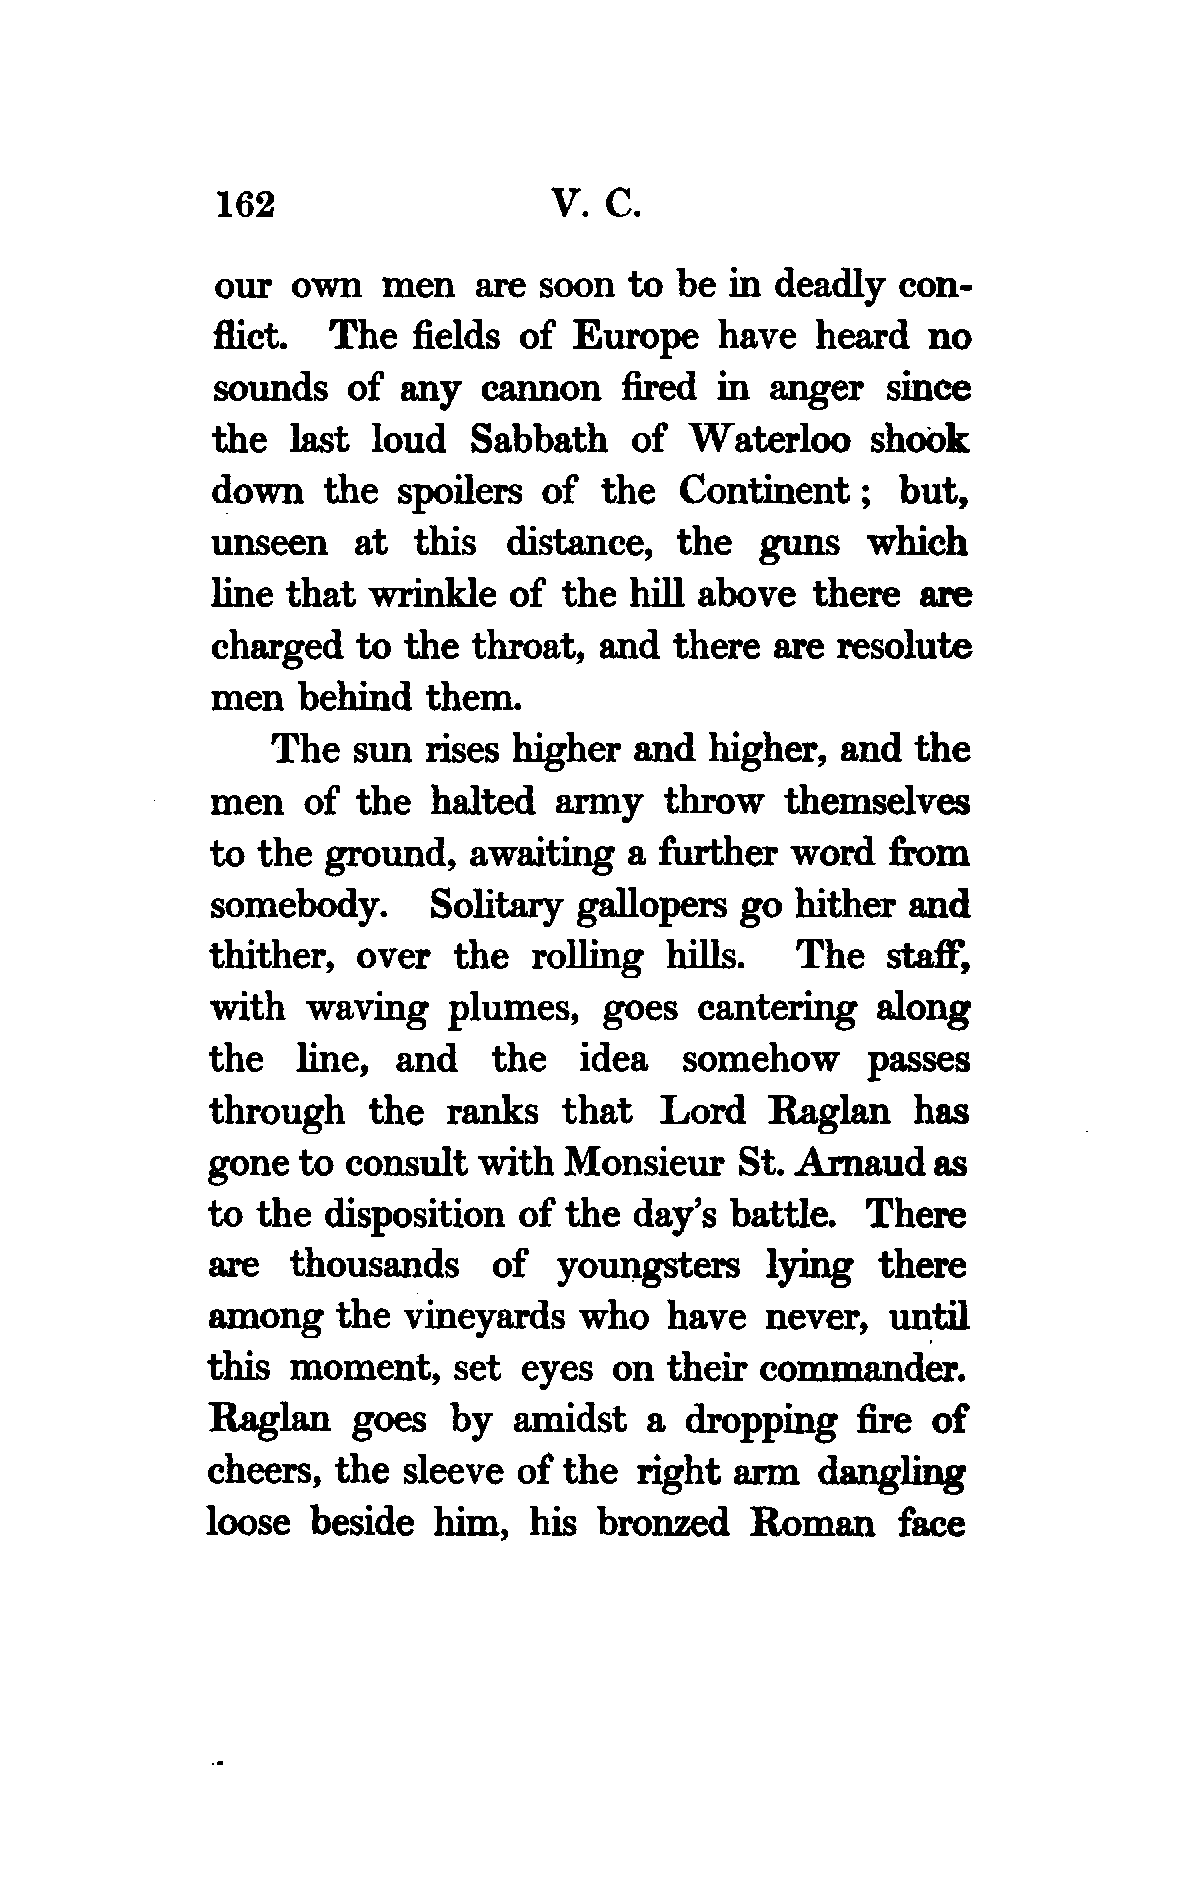 162 V. C.
our own men are soon to be in deadly con-
flict. The fields of Europe have heard no
sounds of any cannon fired in anger since
the last loud Sabbath of Waterloo shook
down the spoilers of the Continent ; but,
unseen at this distance, the guns which
line that wrinkle of the hill above there are
charged to the throat, and there are resolute
men behind them.
The sun rises higher and higher, and the
men of the halted army throw themselves
to the ground, awaiting a further word from
somebody. Solitary gallopers go hither and
thither, over the rolling hills. The staff,
with waving plumes, goes cantering along
the line, and the idea somehow passes
through the ranks that Lord Raglan has
gone to consult with Monsieur St. Arnaud as
to the disposition of the day's battle. There
are thousands of youngsters lying there
among the vineyards who have never, until
this moment, set eyes on their commander.
Raglan goes by amidst a dropping fire of
cheers, the sleeve of the right arm dangling
loose beside him, his bronzed Roman face